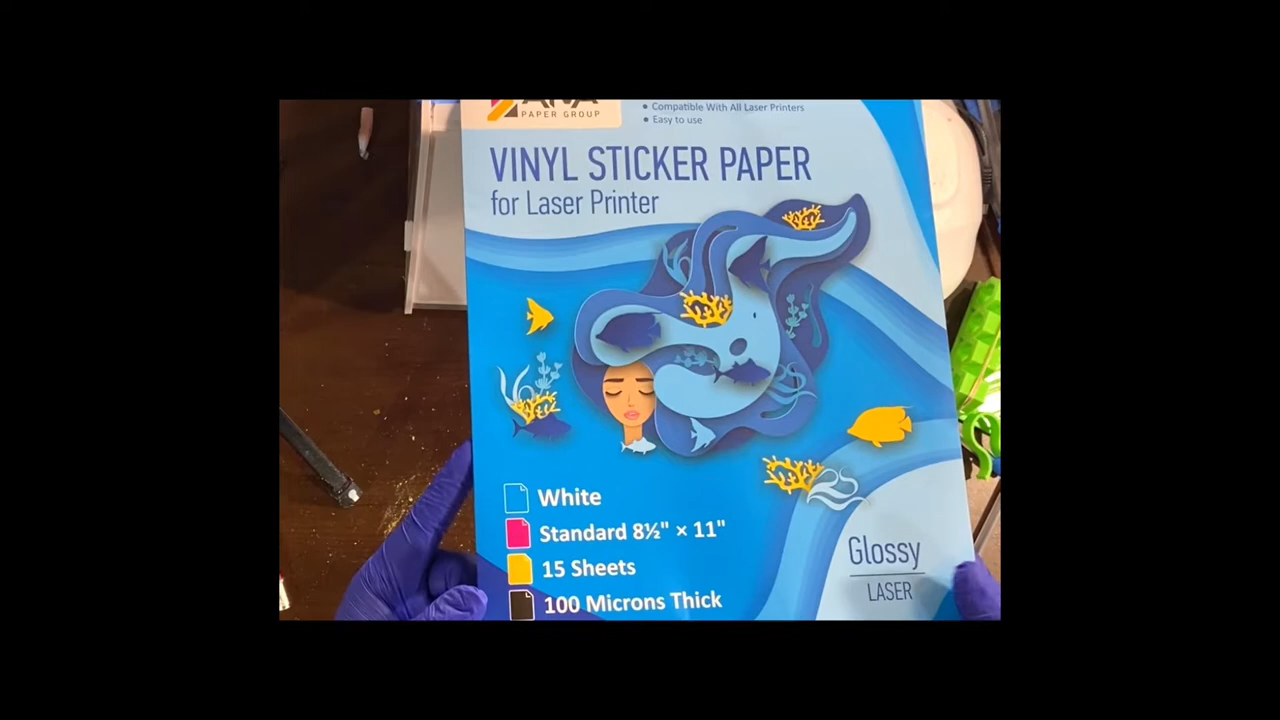 PAPER GROUP
• Compatible With All Laser Printers
• Easy to use
VINYL STICKER PAPER
for Laser Printer
White
Standard 8½" × 11"
15 Sheets
100 Microns Thick
Glossy
LASER